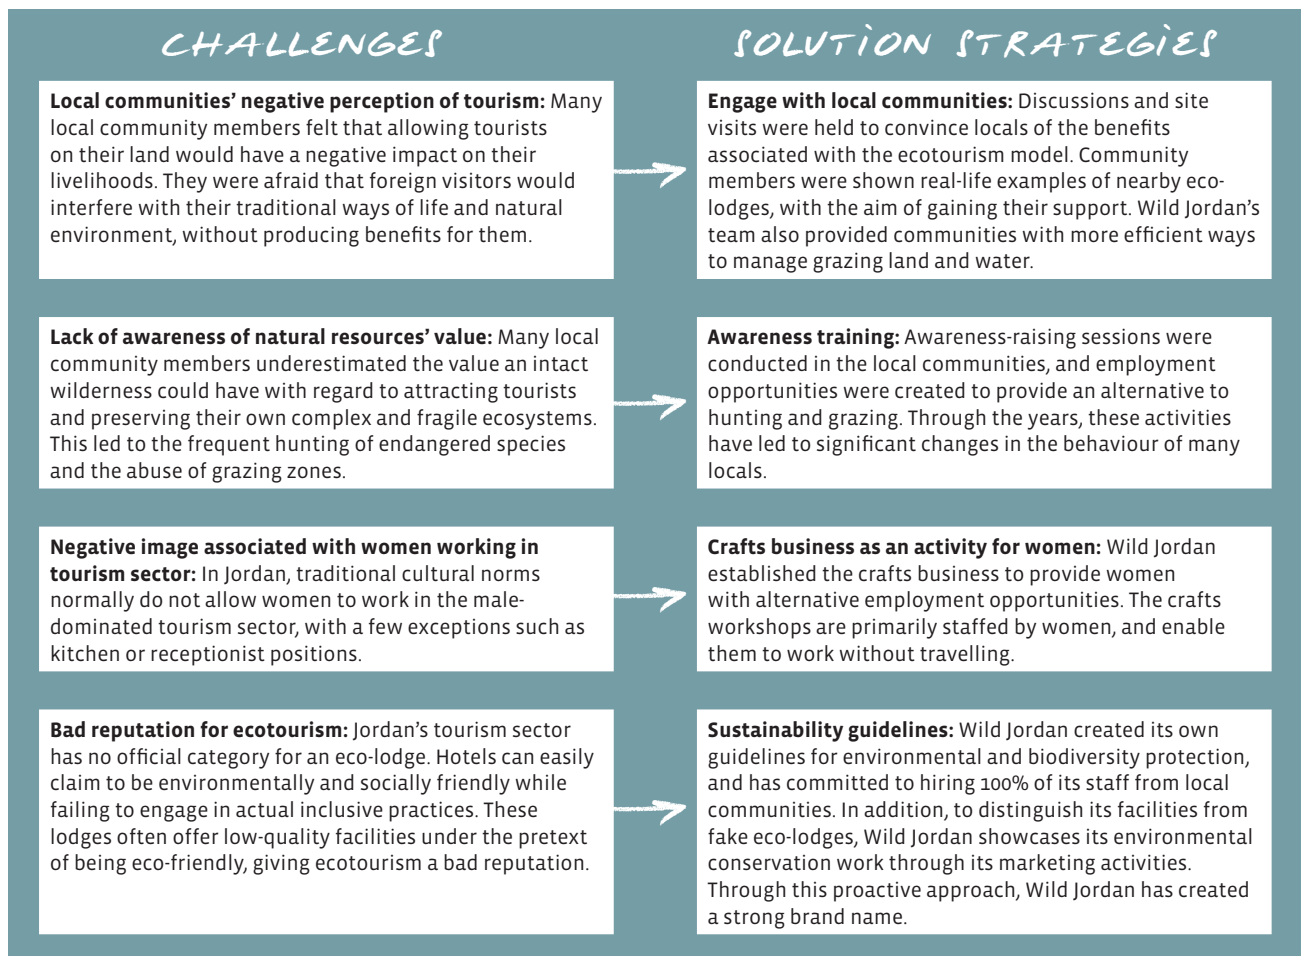 CHALLENGES
SOLUTION STRATEGIES
Local communities' negative perception of tourism: Many
local community members felt that allowing tourists
on their land would have a negative impact on their
livelihoods. They were afraid that foreign visitors would
interfere with their traditional ways of life and natural
environment, without producing benefits for them.
Engage with local communities: Discussions and site
visits were held to convince locals of the benefits
associated with the ecotourism model. Community
members were shown real-life examples of nearby eco-
lodges, with the aim of gaining their support. Wild Jordan's
team also provided communities with more efficient ways
to manage grazing land and water.
Lack of awareness of natural resources' value: Many local
community members underestimated the value an intact
wilderness could have with regard to attracting tourists
and preserving their own complex and fragile ecosystems.
This led to the frequent hunting of endangered species
and the abuse of grazing zones.
Awareness training: Awareness-raising sessions were
conducted in the local communities, and employment
opportunities were created to provide an alternative to
hunting and grazing. Through the years, these activities
have led to significant changes in the behaviour of many
locals.
Negative image associated with women working in
tourism sector: In Jordan, traditional cultural norms
normally do not allow women to work in the male-
dominated tourism sector, with a few exceptions such as
kitchen or receptionist positions.
Crafts business as an activity for women: Wild Jordan
established the crafts business to provide women
with alternative employment opportunities. The crafts
workshops are primarily staffed by women, and enable
them to work without travelling.
Bad reputation for ecotourism: Jordan's tourism sector
has no official category for an eco-lodge. Hotels can easily
claim to be environmentally and socially friendly while
failing to engage in actual inclusive practices. These
lodges often offer low-quality facilities under the pretext
of being eco-friendly, giving ecotourism a bad reputation.
Sustainability guidelines: Wild Jordan created its own
guidelines for environmental and biodiversity protection,
and has committed to hiring 100% of its staff from local
communities. In addition, to distinguish its facilities from
fake eco-lodges, Wild Jordan showcases its environmental
conservation work through its marketing activities.
Through this proactive approach, Wild Jordan has created
a strong brand name.